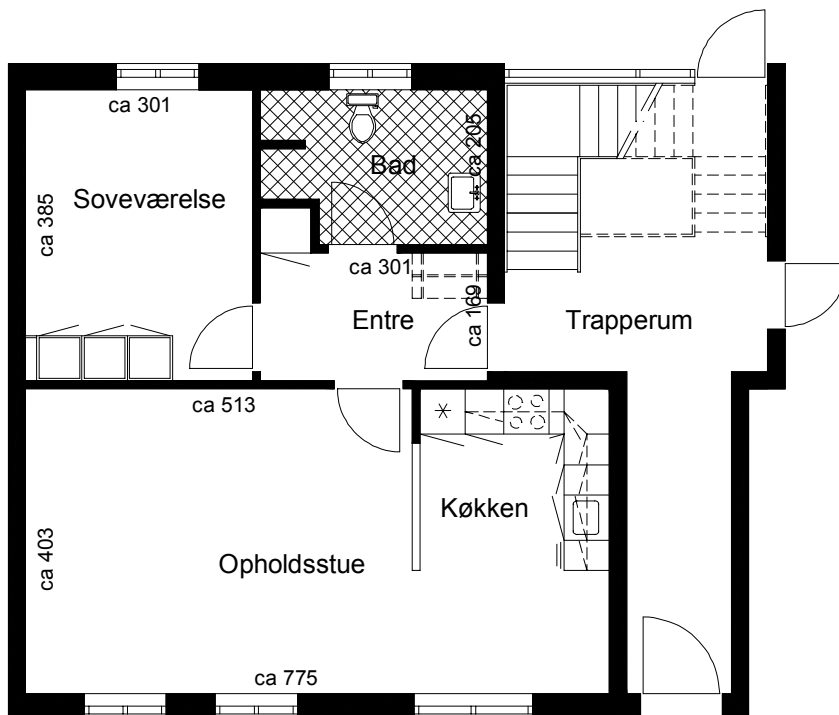 ca 301
ca 385
Soveværelse
Bad
ca 205
ca 301
Entre
ca 169
Trapperum
ca 513
Køkken
ca 403
Opholdsstue
ca 775